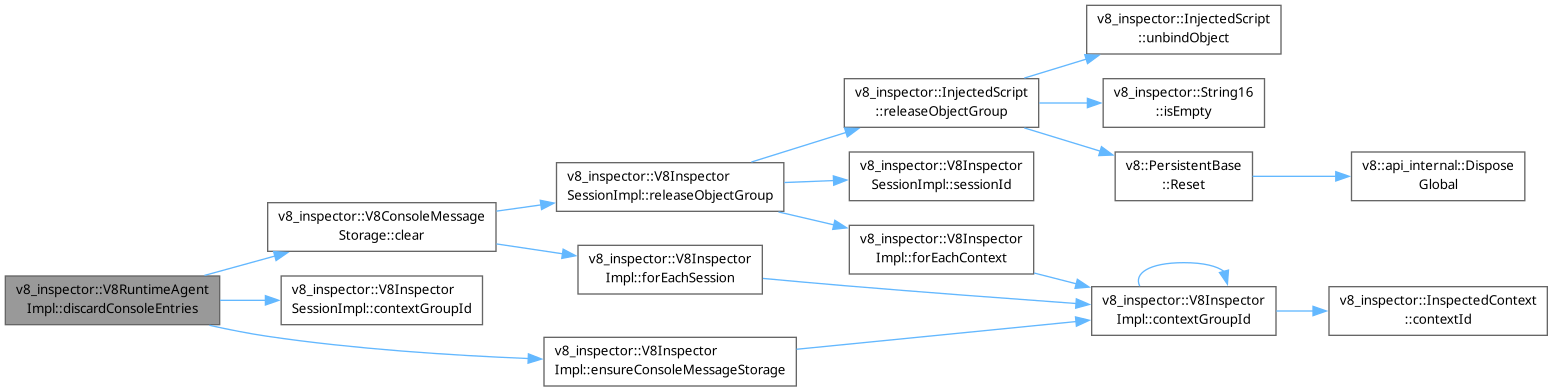 v8_inspector::V8RuntimeAgent
Impl::discardConsoleEntries
v8_inspector::V8ConsoleMessage
Storage::clear
v8_inspector::V8Inspector
SessionImpl::contextGroupId
v8_inspector::V8Inspector
Impl::ensureConsoleMessageStorage
v8_inspector::V8Inspector
SessionImpl::releaseObjectGroup
v8_inspector::V8Inspector
Impl::forEachSession
v8_inspector::InjectedScript
::releaseObjectGroup
v8_inspector::V8Inspector
SessionImpl::sessionId
v8_inspector::V8Inspector
Impl::forEachContext
v8_inspector::InjectedScript
::unbindObject
v8_inspector::String16
::isEmpty
v8::PersistentBase
::Reset
v8::api_internal::Dispose
Global
v8_inspector::V8Inspector
Impl::contextGroupId
v8_inspector::InspectedContext
::contextId